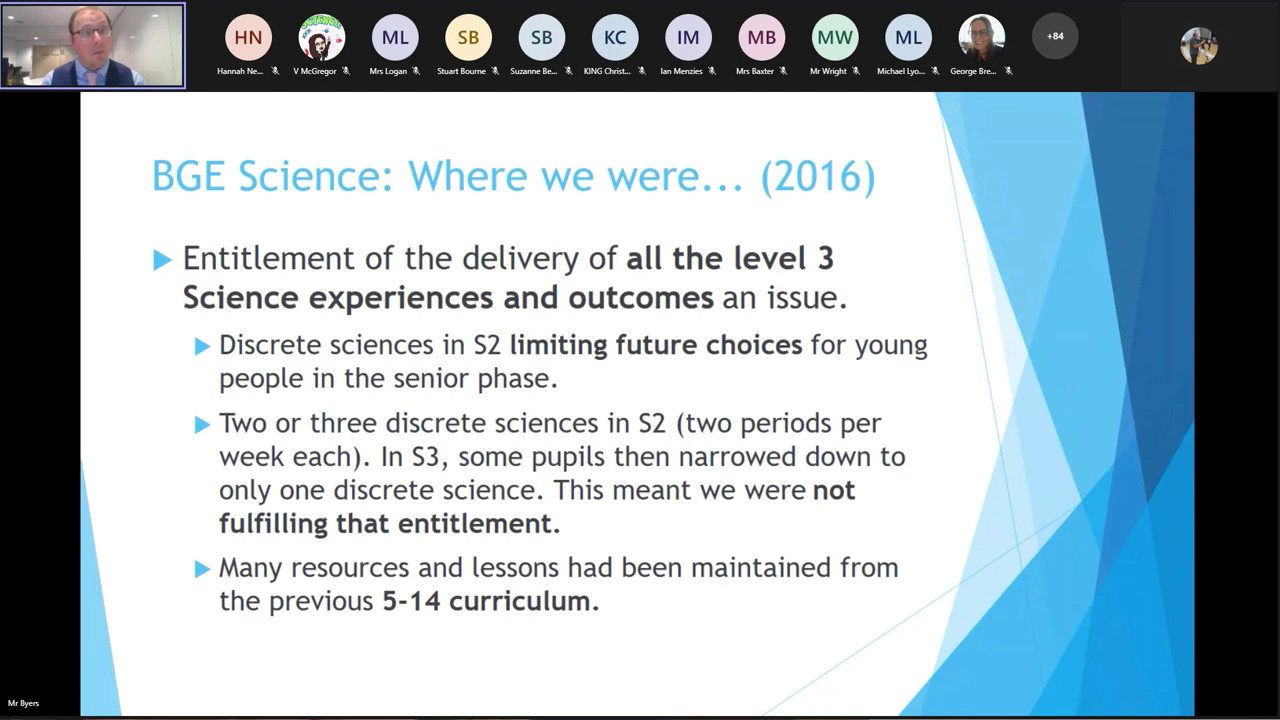 HN
ML
SB
SB
KC
IM
MB
MW
ML
+84
Hannah Ne...
V McGregor
Mrs Logan
Stuart Bourne
Suzanne Be...
KING Christ...
Ian Menzies
Mrs Baxter
Mr Wright
Michael Lyo...
George Bre...
BGE Science: Where we were... (2016)
Entitlement of the delivery of all the level 3
Science experiences and outcomes an issue.
Discrete sciences in S2 limiting future choices for young
people in the senior phase.
Two or three discrete sciences in S2 (two periods per
week each). In S3, some pupils then narrowed down to
only one discrete science. This meant we were not
fulfilling that entitlement.
Many resources and lessons had been maintained from
the previous 5-14 curriculum.
Mr Byers